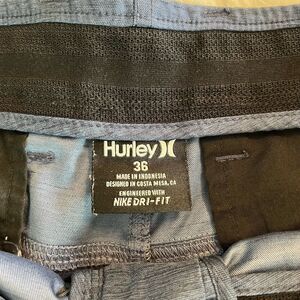 Hurley
36
MADE IN INDONESIA
DESIGNED IN COSTA MESA, CA
ENGINEERED WITH
NIKE DRI-FIT